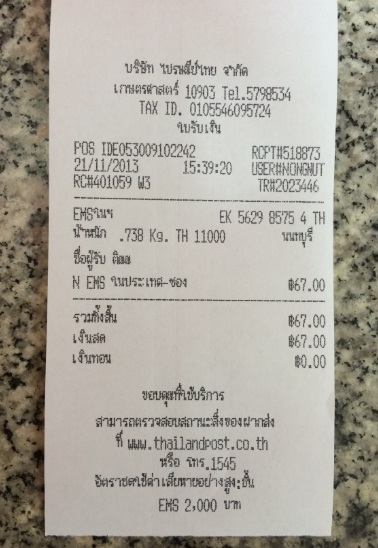 บริษัท ไปรษณีย์ไทย จำกัด
เกษตรศาสตร์ 10903 Tel.5798534
TAX ID. 0105546095724
ใบรับเงิน
POS IDE053009102242 RCPT#518873
21/11/2013 15:39:20 USER#NONGNUT
RC#401059 W3 TR#2023446
EMSในฯ EK 5629 8575 4 TH
น้ำหนัก .738 Kg. TH 11000 นนทบุรี
ชื่อผู้รับ
N EMS ในประเทศ-ซอง ฿67.00
รวมทั้งสิ้น ฿67.00
เงินสด ฿67.00
เงินทอน ฿0.00
ขอบคุณที่ใช้บริการ
สามารถตรวจสอบสถานะสิ่งของฝากส่ง
ที่ www.thailandpost.co.th
หรือ โทร.1545
อัตราชดใช้ค่าเสียหายอย่างสูง:ชิ้น
EMS 2,000 บาท